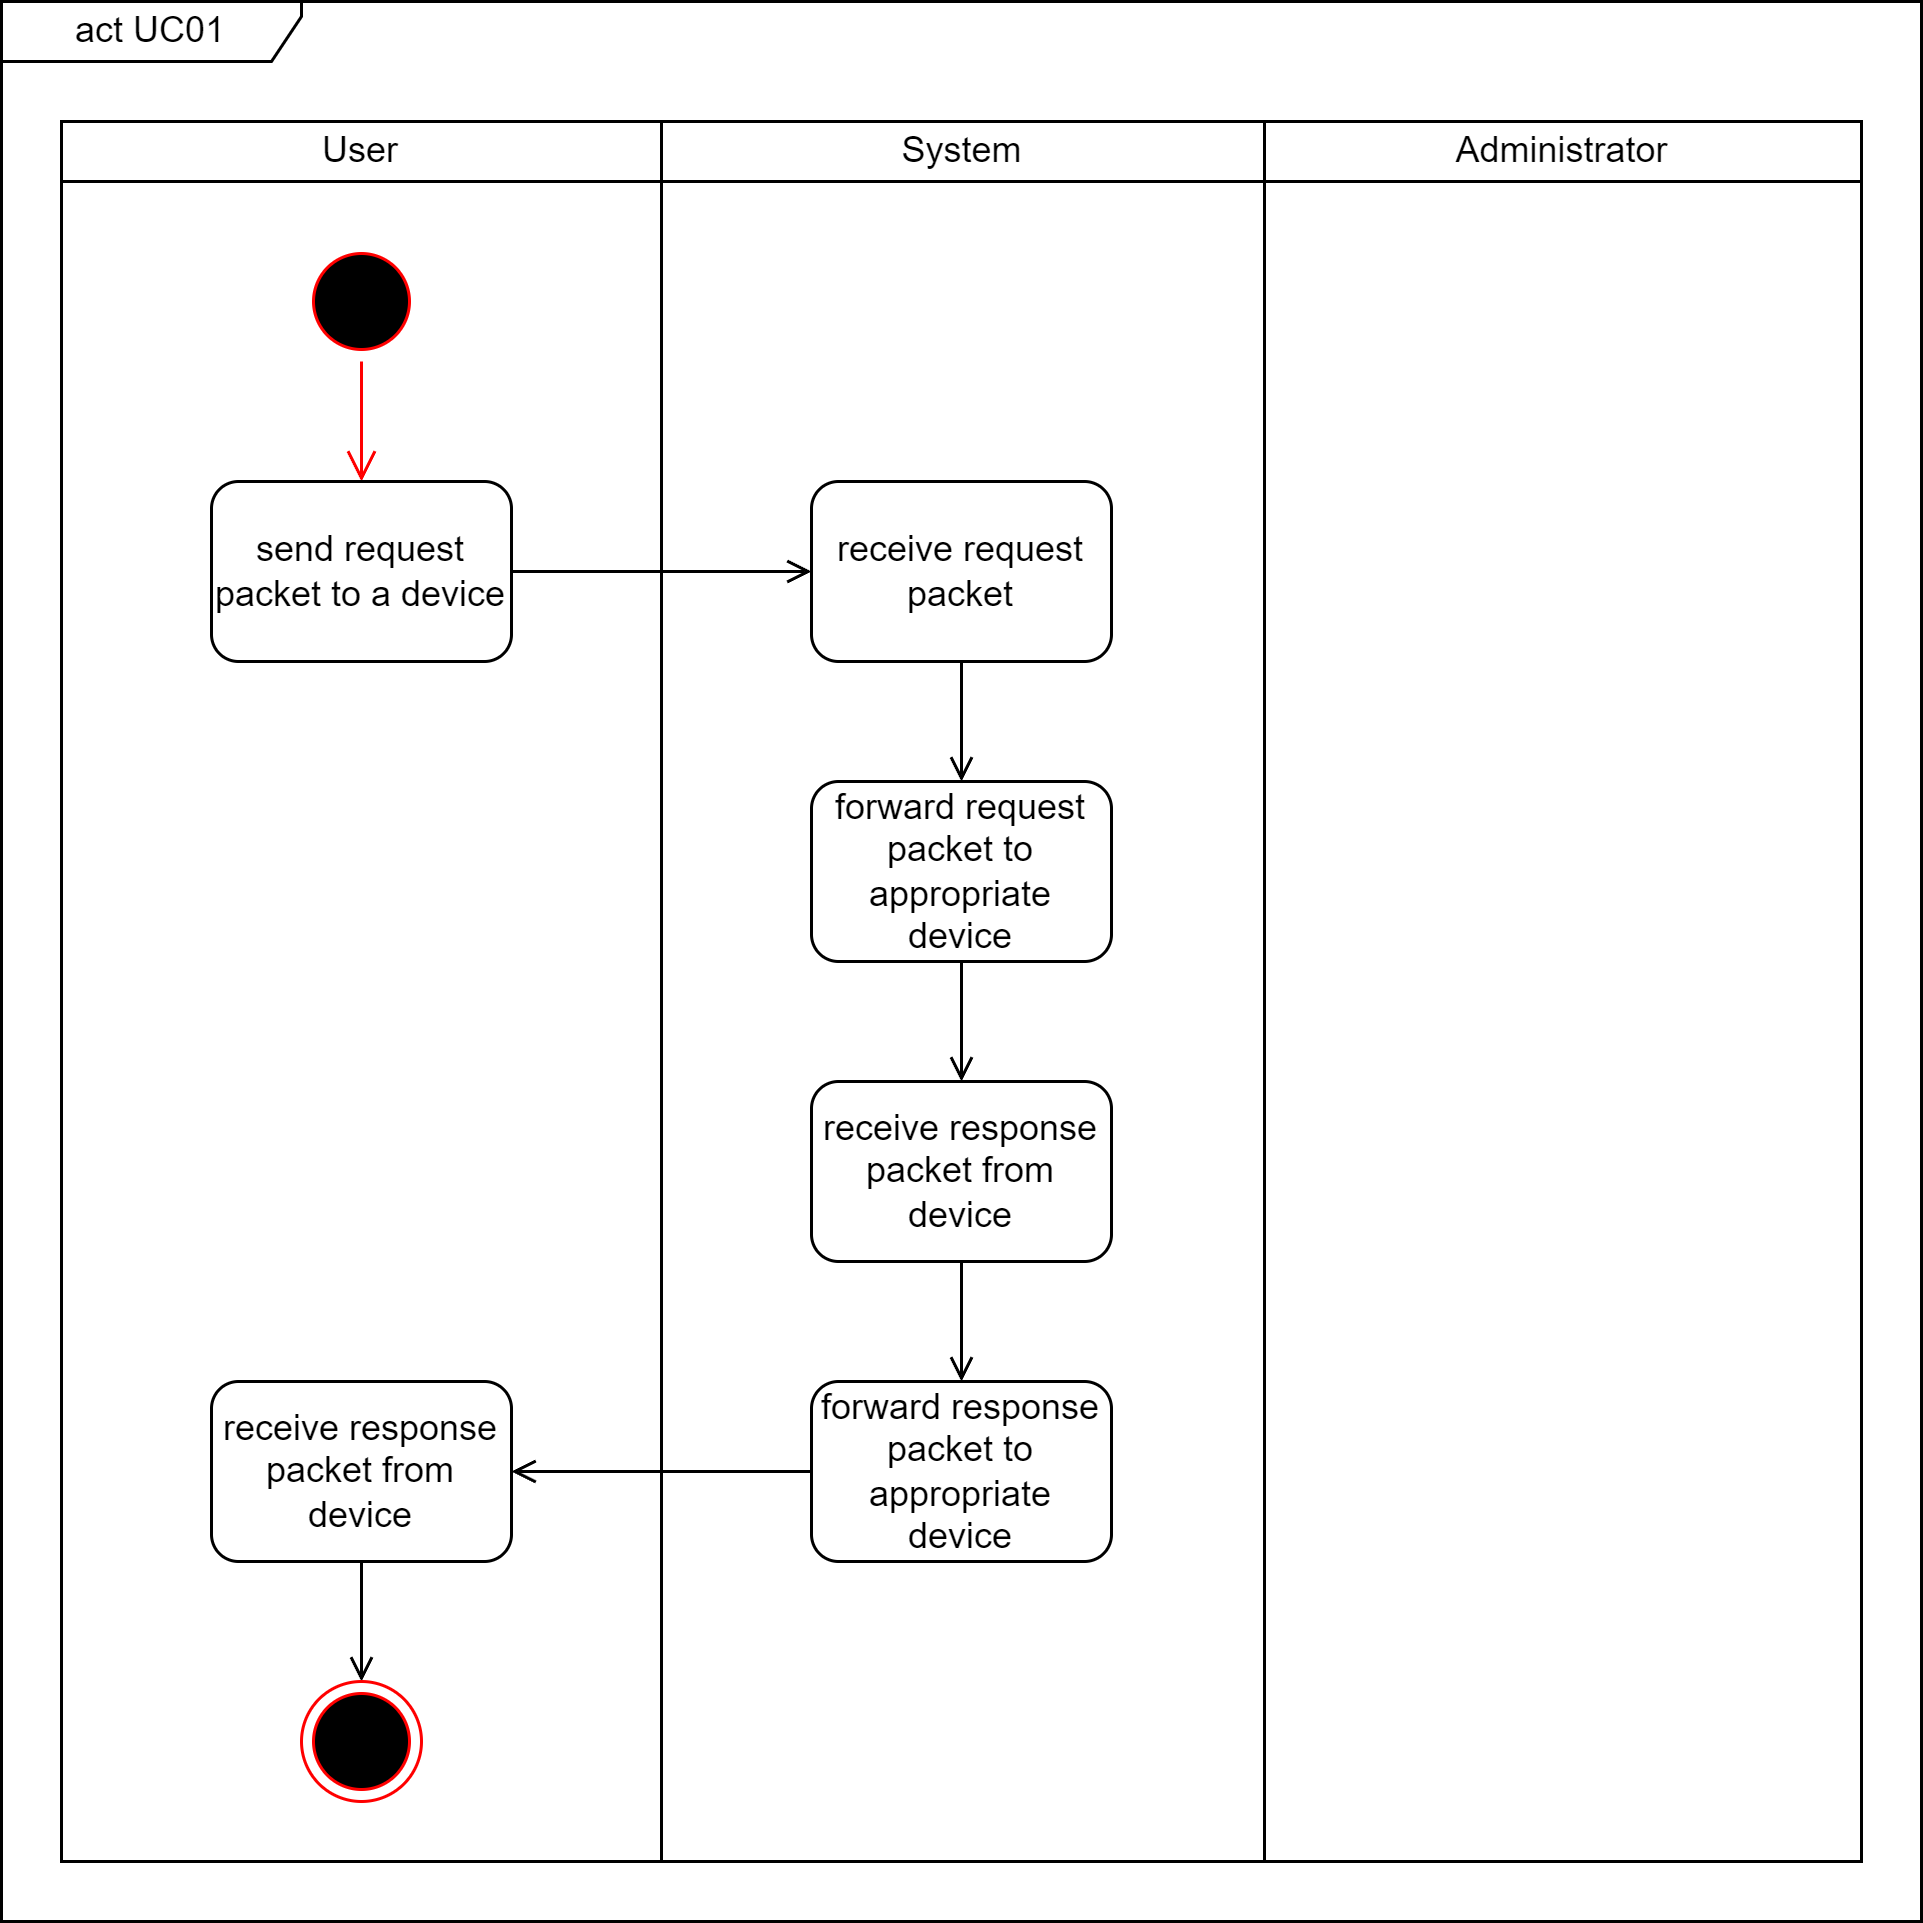 act UC01
User
System
Administrator
send request
packet to a device
receive request
packet
forward request
packet to
appropriate
device
receive response
packet from
device
forward response
packet to
appropriate
device
receive response
packet from
device